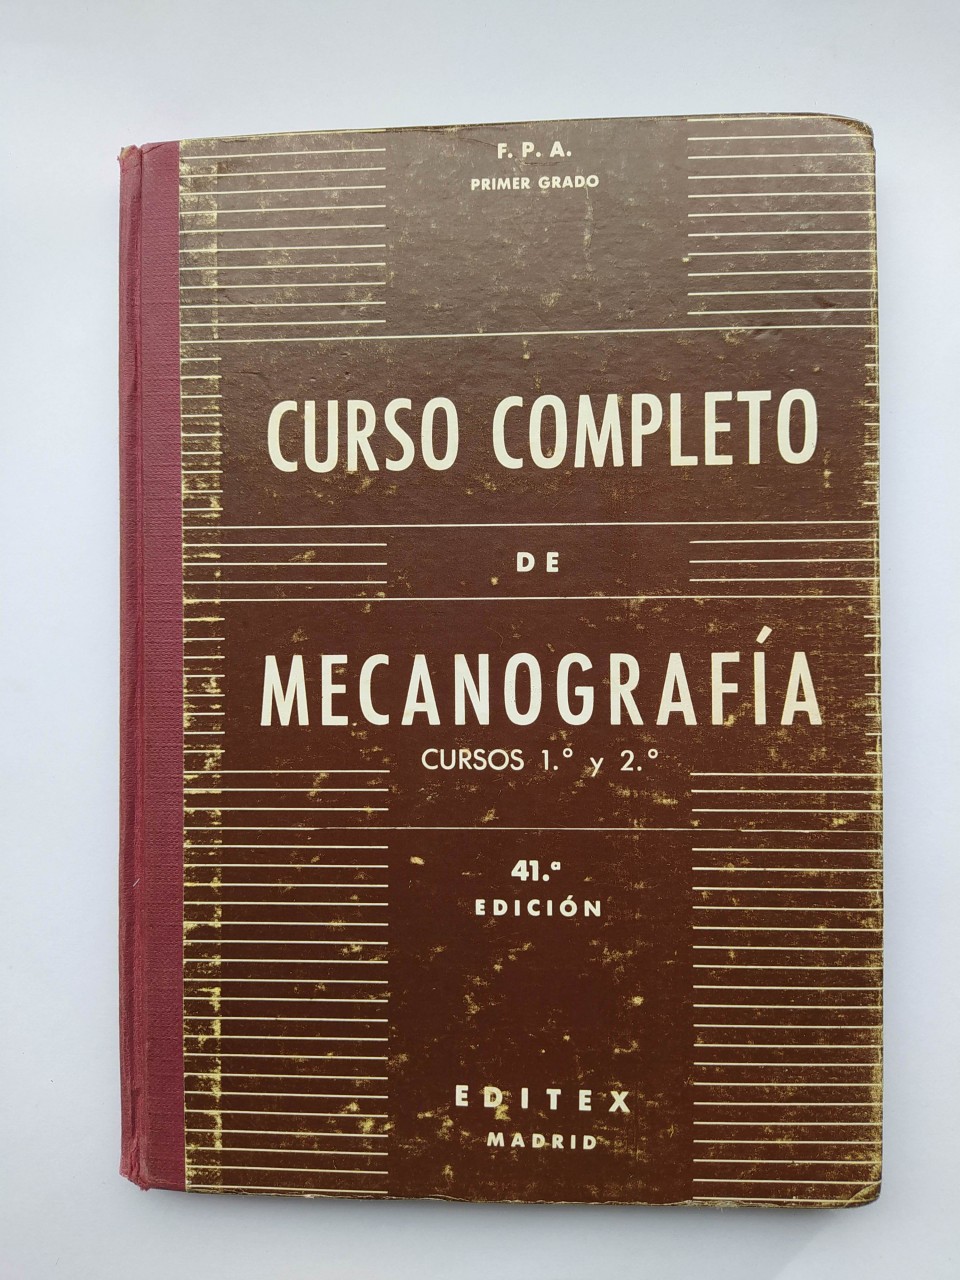 F. P. A.
PRIMER GRADO
CURSO COMPLETO
DE
MECANOGRAFÍA
CURSOS 1.º y 2.º
41.ª
EDICIÓN
EDITEX
MADRID